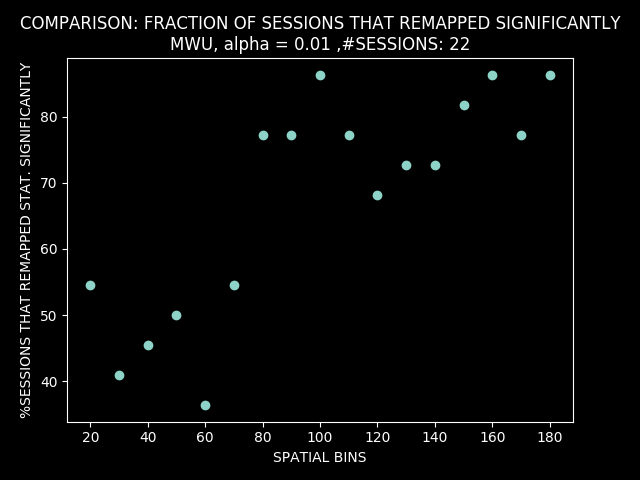 COMPARISON: FRACTION OF SESSIONS THAT REMAPPED SIGNIFICANTLY
MWU, alpha = 0.01 ,#SESSIONS: 22
%SESSIONS THAT REMAPPED STAT. SIGNIFICANTLY
80
70
60
50
40
20 40 60 80 100 120 140 160 180
SPATIAL BINS